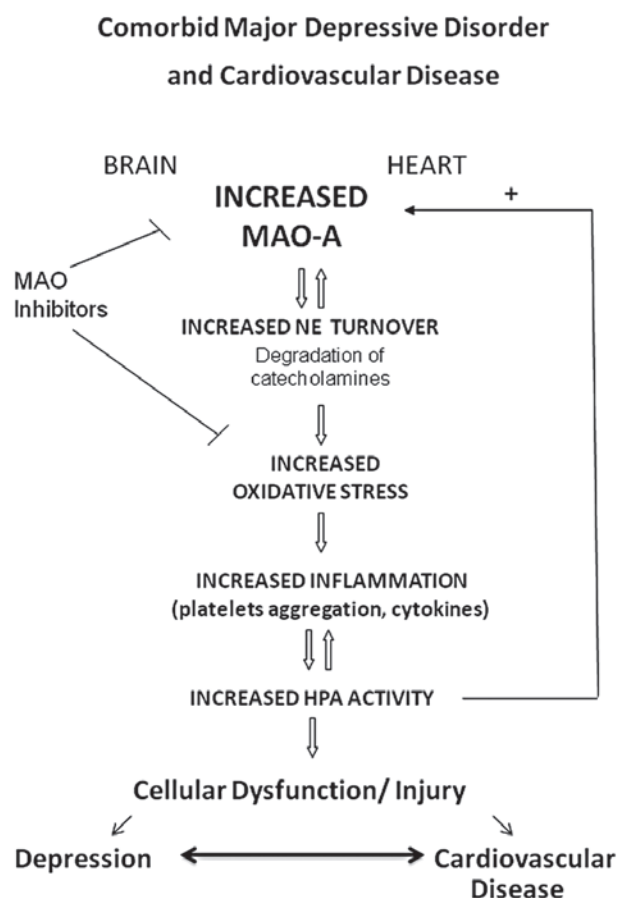 Comorbid Major Depressive Disorder
and Cardiovascular Disease
BRAIN
HEART
INCREASED
MAO-A
+
MAO
Inhibitors
INCREASED NE TURNOVER
Degradation of
catecholamines
INCREASED
OXIDATIVE STRESS
INCREASED INFLAMMATION
(platelets aggregation, cytokines)
INCREASED HPA ACTIVITY
Cellular Dysfunction/ Injury
Depression
Cardiovascular
Disease